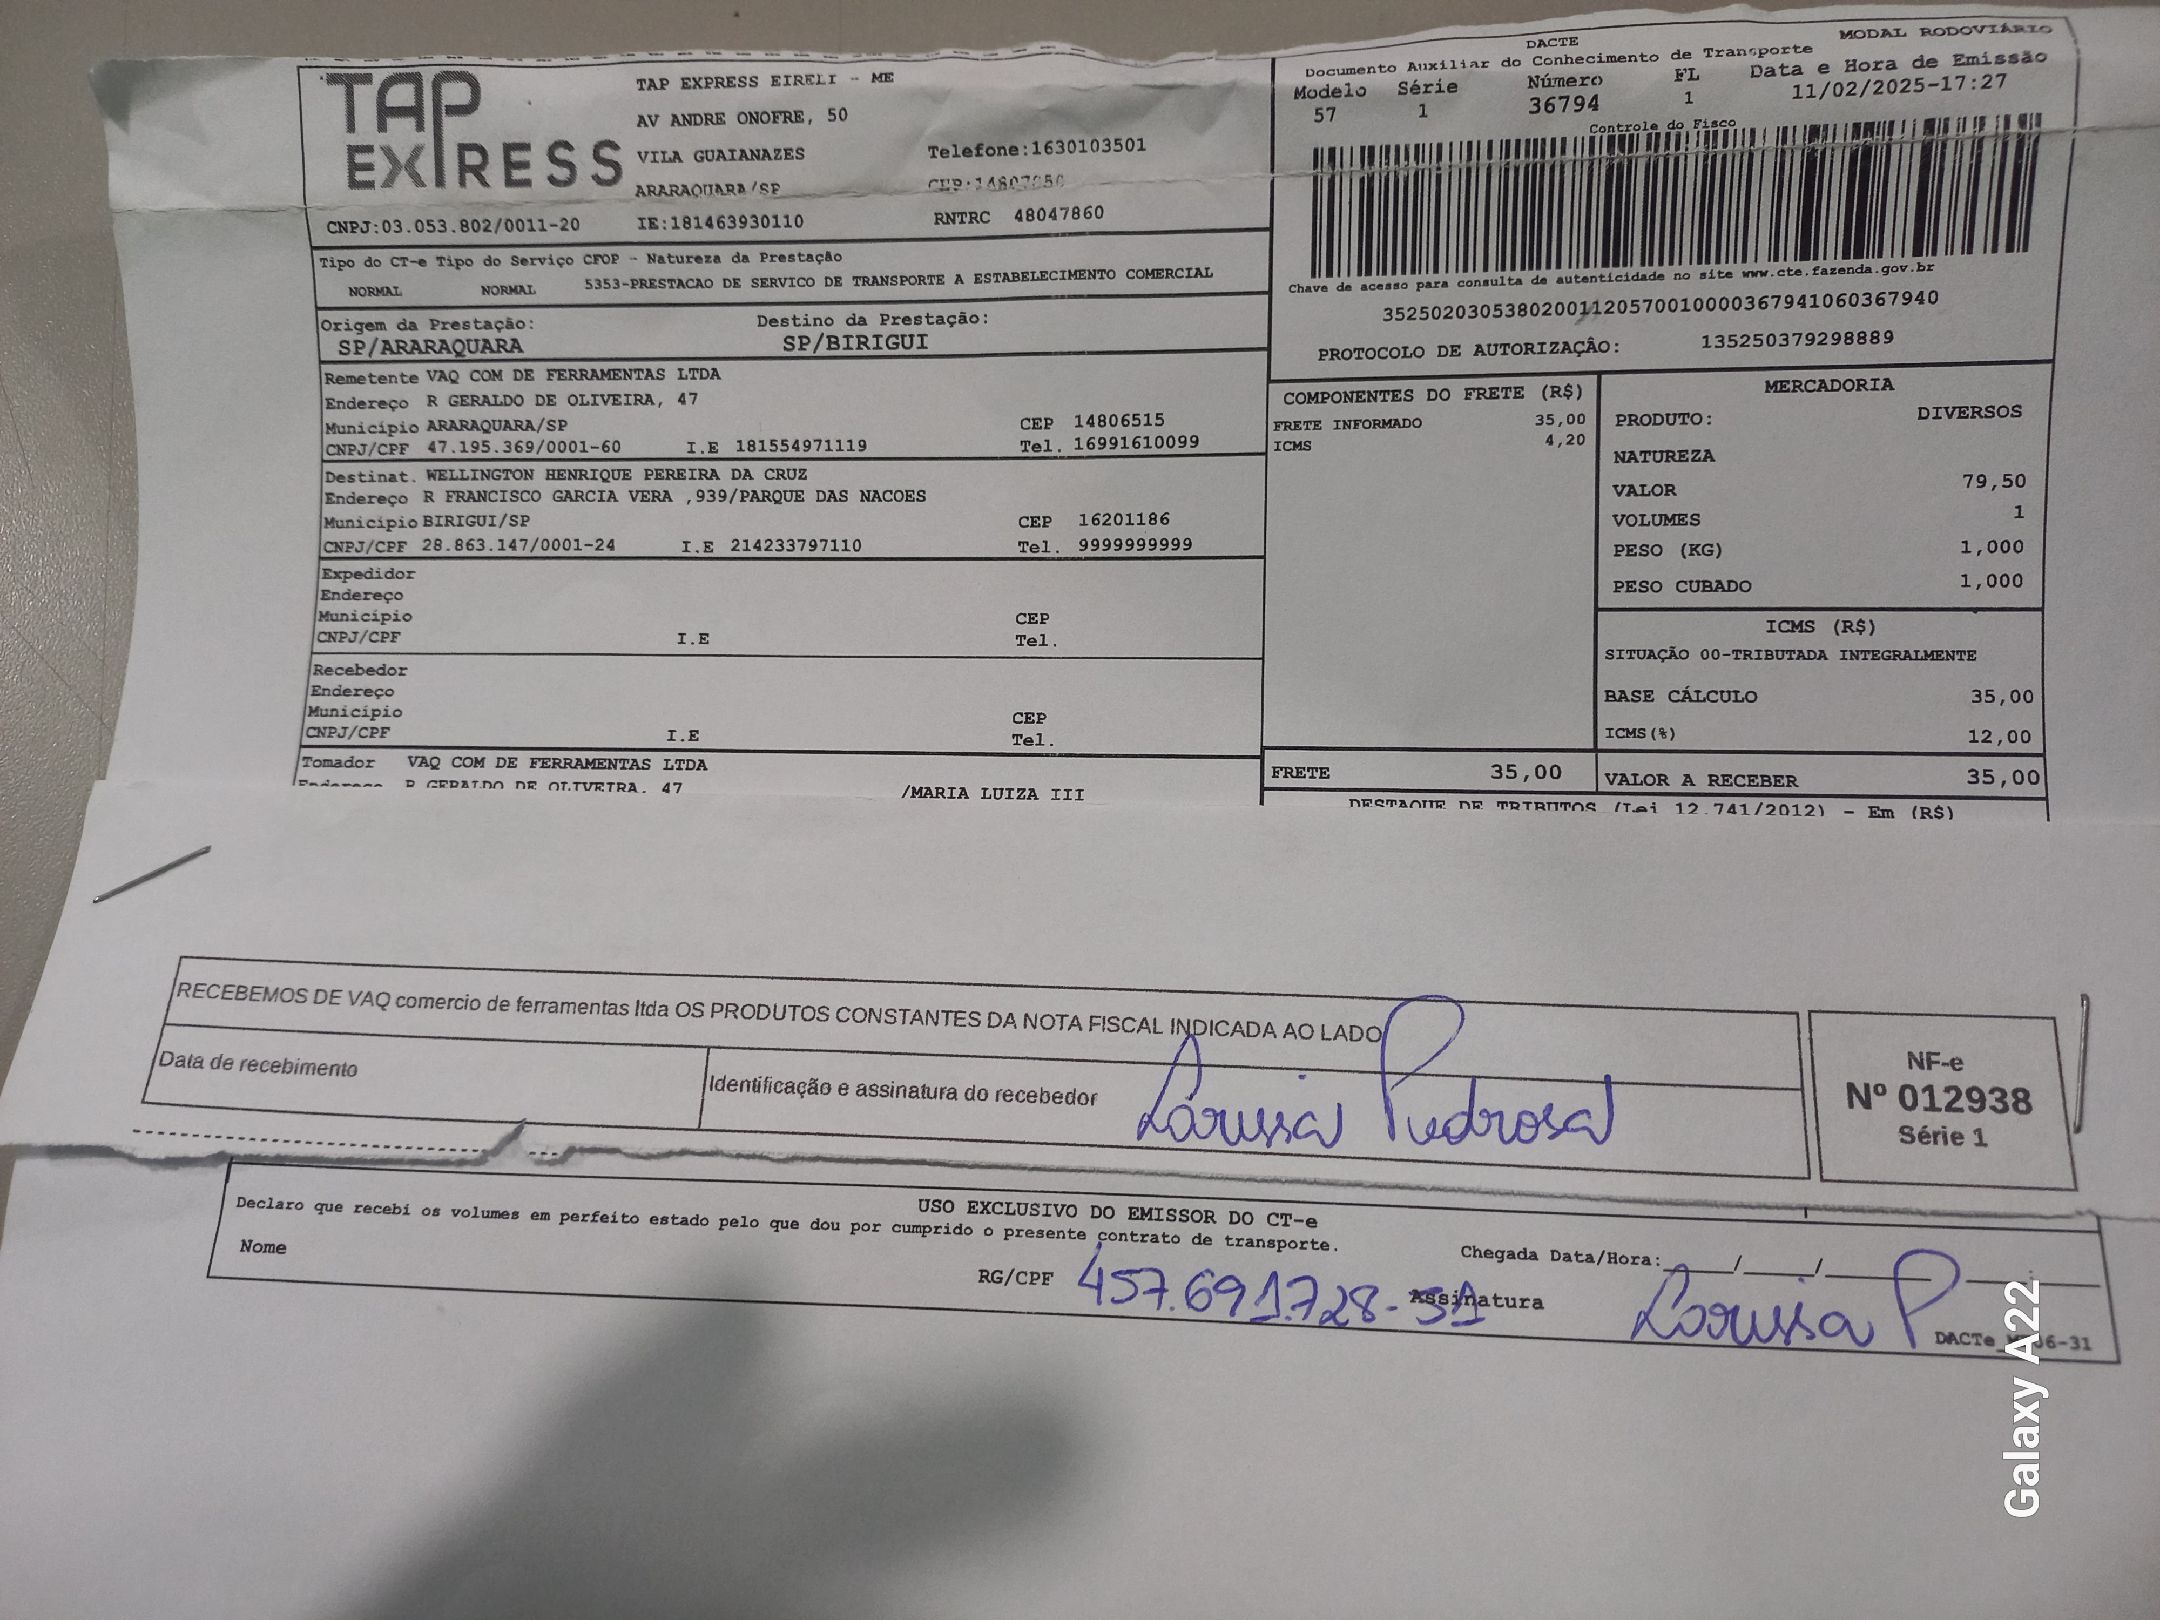 TAP EXPRESS
TAP EXPRESS EIRELI - ME
AV ANDRE ONOFRE, 50
VILA GUAIANAZES Telefone:1630103501
ARARAQUARA/SP
CNPJ:03.053.802/0011-20 IE:181463930110 RNTRC 48047860
DACTE MODAL RODOVIÁRIO
Documento Auxiliar do Conhecimento de Transporte
Modelo Série Número FL Data e Hora de Emissão
57 1 36794 1 11/02/2025-17:27
Controle do Fisco
Chave de acesso para consulta de autenticidade no site www.cte.fazenda.gov.br
35250203053802001120570010000367941060367940
PROTOCOLO DE AUTORIZAÇÃO: 135250379298889
Tipo do CT-e Tipo do Serviço CFOP - Natureza da Prestação
NORMAL NORMAL 5353-PRESTACAO DE SERVICO DE TRANSPORTE A ESTABELECIMENTO COMERCIAL
Origem da Prestação: Destino da Prestação:
SP/ARARAQUARA SP/BIRIGUI
Remetente VAQ COM DE FERRAMENTAS LTDA
Endereço R GERALDO DE OLIVEIRA, 47
Município ARARAQUARA/SP CEP 14806515
CNPJ/CPF 47.195.369/0001-60 I.E 181554971119 Tel. 16991610099
Destinat. WELLINGTON HENRIQUE PEREIRA DA CRUZ
Endereço R FRANCISCO GARCIA VERA ,939/PARQUE DAS NACOES
Município BIRIGUI/SP CEP 16201186
CNPJ/CPF 28.863.147/0001-24 I.E 214233797110 Tel. 9999999999
Expedidor
Endereço
Município CEP
CNPJ/CPF I.E Tel.
Recebedor
Endereço
Município CEP
CNPJ/CPF I.E Tel.
Tomador VAQ COM DE FERRAMENTAS LTDA
Endereço R GERALDO DE OLIVEIRA, 47 /MARIA LUIZA III
COMPONENTES DO FRETE (R$)
FRETE INFORMADO 35,00
ICMS 4,20
FRETE 35,00
MERCADORIA
PRODUTO: DIVERSOS
NATUREZA
VALOR 79,50
VOLUMES 1
PESO (KG) 1,000
PESO CUBADO 1,000
ICMS (R$)
SITUAÇÃO 00-TRIBUTADA INTEGRALMENTE
BASE CÁLCULO 35,00
ICMS(%) 12,00
VALOR A RECEBER 35,00
DESTAQUE DE TRIBUTOS (Lei 12.741/2012) - Em (R$)
RECEBEMOS DE VAQ comercio de ferramentas ltda OS PRODUTOS CONSTANTES DA NOTA FISCAL INDICADA AO LADO
Data de recebimento
Identificação e assinatura do recebedor Larissa Pedrosa
NF-e
Nº 012938
Série 1
USO EXCLUSIVO DO EMISSOR DO CT-e
Declaro que recebi os volumes em perfeito estado pelo que dou por cumprido o presente contrato de transporte.
Nome RG/CPF 457.691.728-51 Chegada Data/Hora: / /
Assinatura Larissa P
Galaxy A22